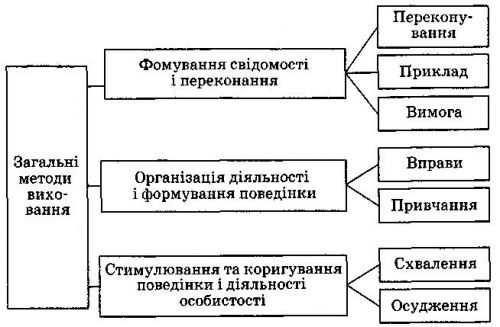 Загальні
методи
вихо-
вання
Фомування свідомості
і переконання
Переконy-
вання
Приклад
Вимога
Організація діяльності
і формування поведінки
Вправи
Привчання
Стимулювання та коригування
поведінки і діяльності
особистості
Схвалення
Осудження